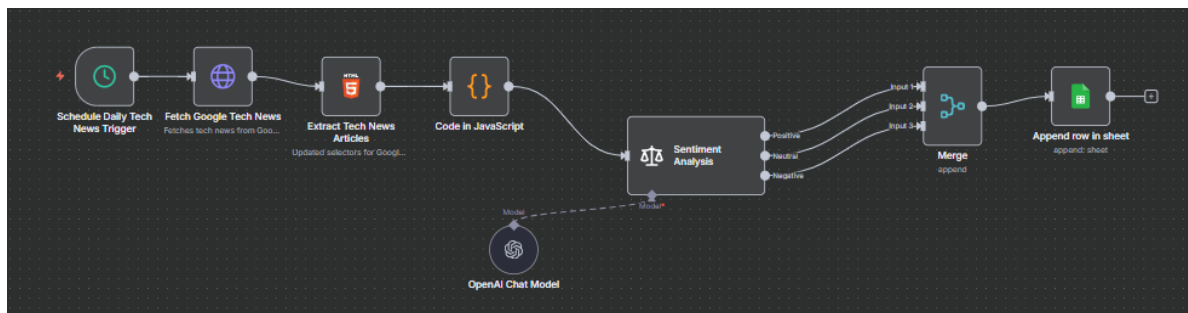 Schedule Daily Tech
News Trigger
Fetch Google Tech News
Fetches tech news from Goo...
HTML
5
Extract Tech News
Articles
Updated selectors for Googl...
{}
Code in JavaScript
Sentiment
Analysis
Positive
Neutral
Negative
Model*
Model
OpenAI Chat Model
Input 1
Input 2
Input 3
Merge
append
Append row in sheet
append: sheet